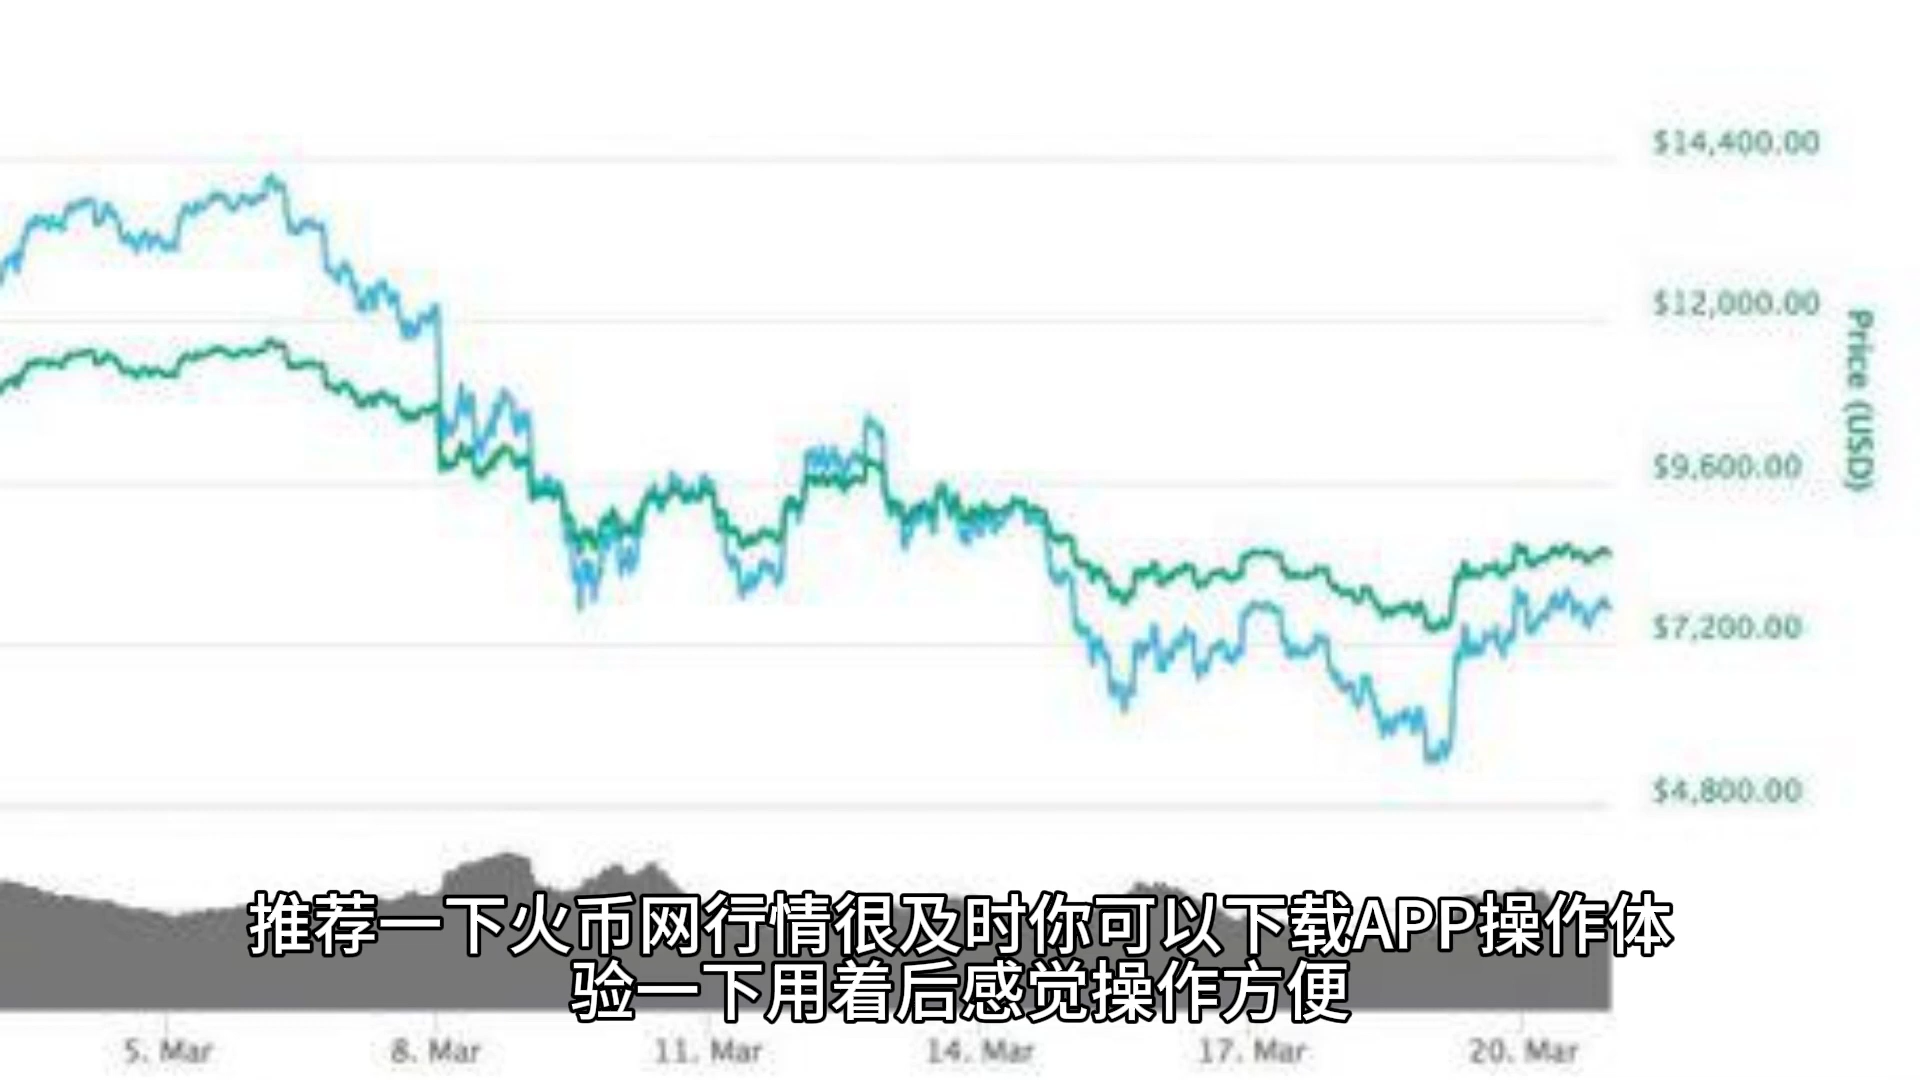 $14,400.00
$12,000.00
$9,600.00
$7,200.00
$4,800.00
Price (USD)
推荐一下火币网行情很及时你可以下载APP操作体
验一下用着后感觉操作方便
5. Mar
8. Mar
11. Mar
14. Mar
17. Mar
20. Mar